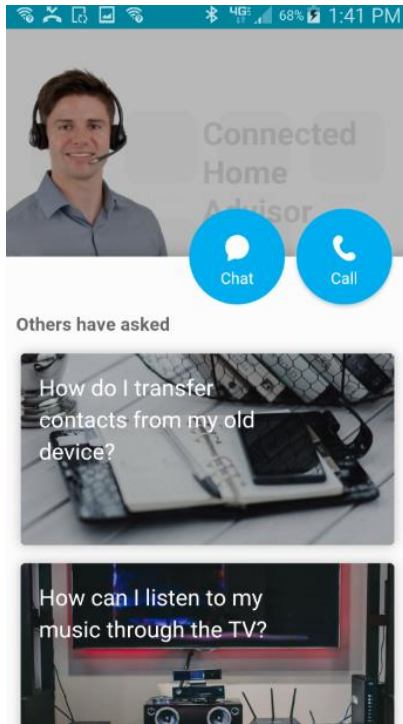 4G 68% 1:41 PM
Connected
Home
Advisor
Chat
Call
Others have asked
How do I transfer
contacts from my old
device?
How can I listen to my
music through the TV?